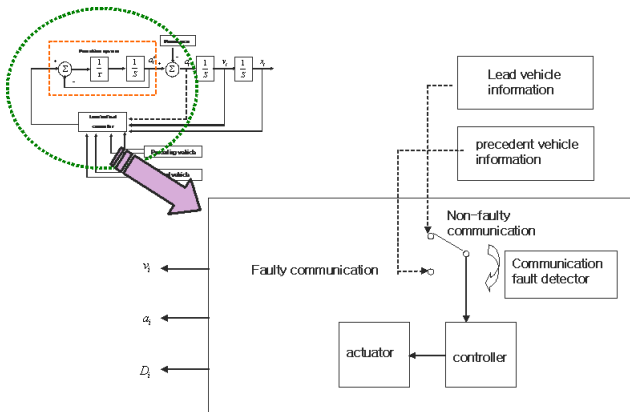 Σ
1
τ
1
s
Σ
1
s
1
s
Lead vehicle
information
precedent vehicle
information
Non-faulty
communication
Faulty communication
Communication
fault detector
actuator
controller
v_i
a_i
D_i